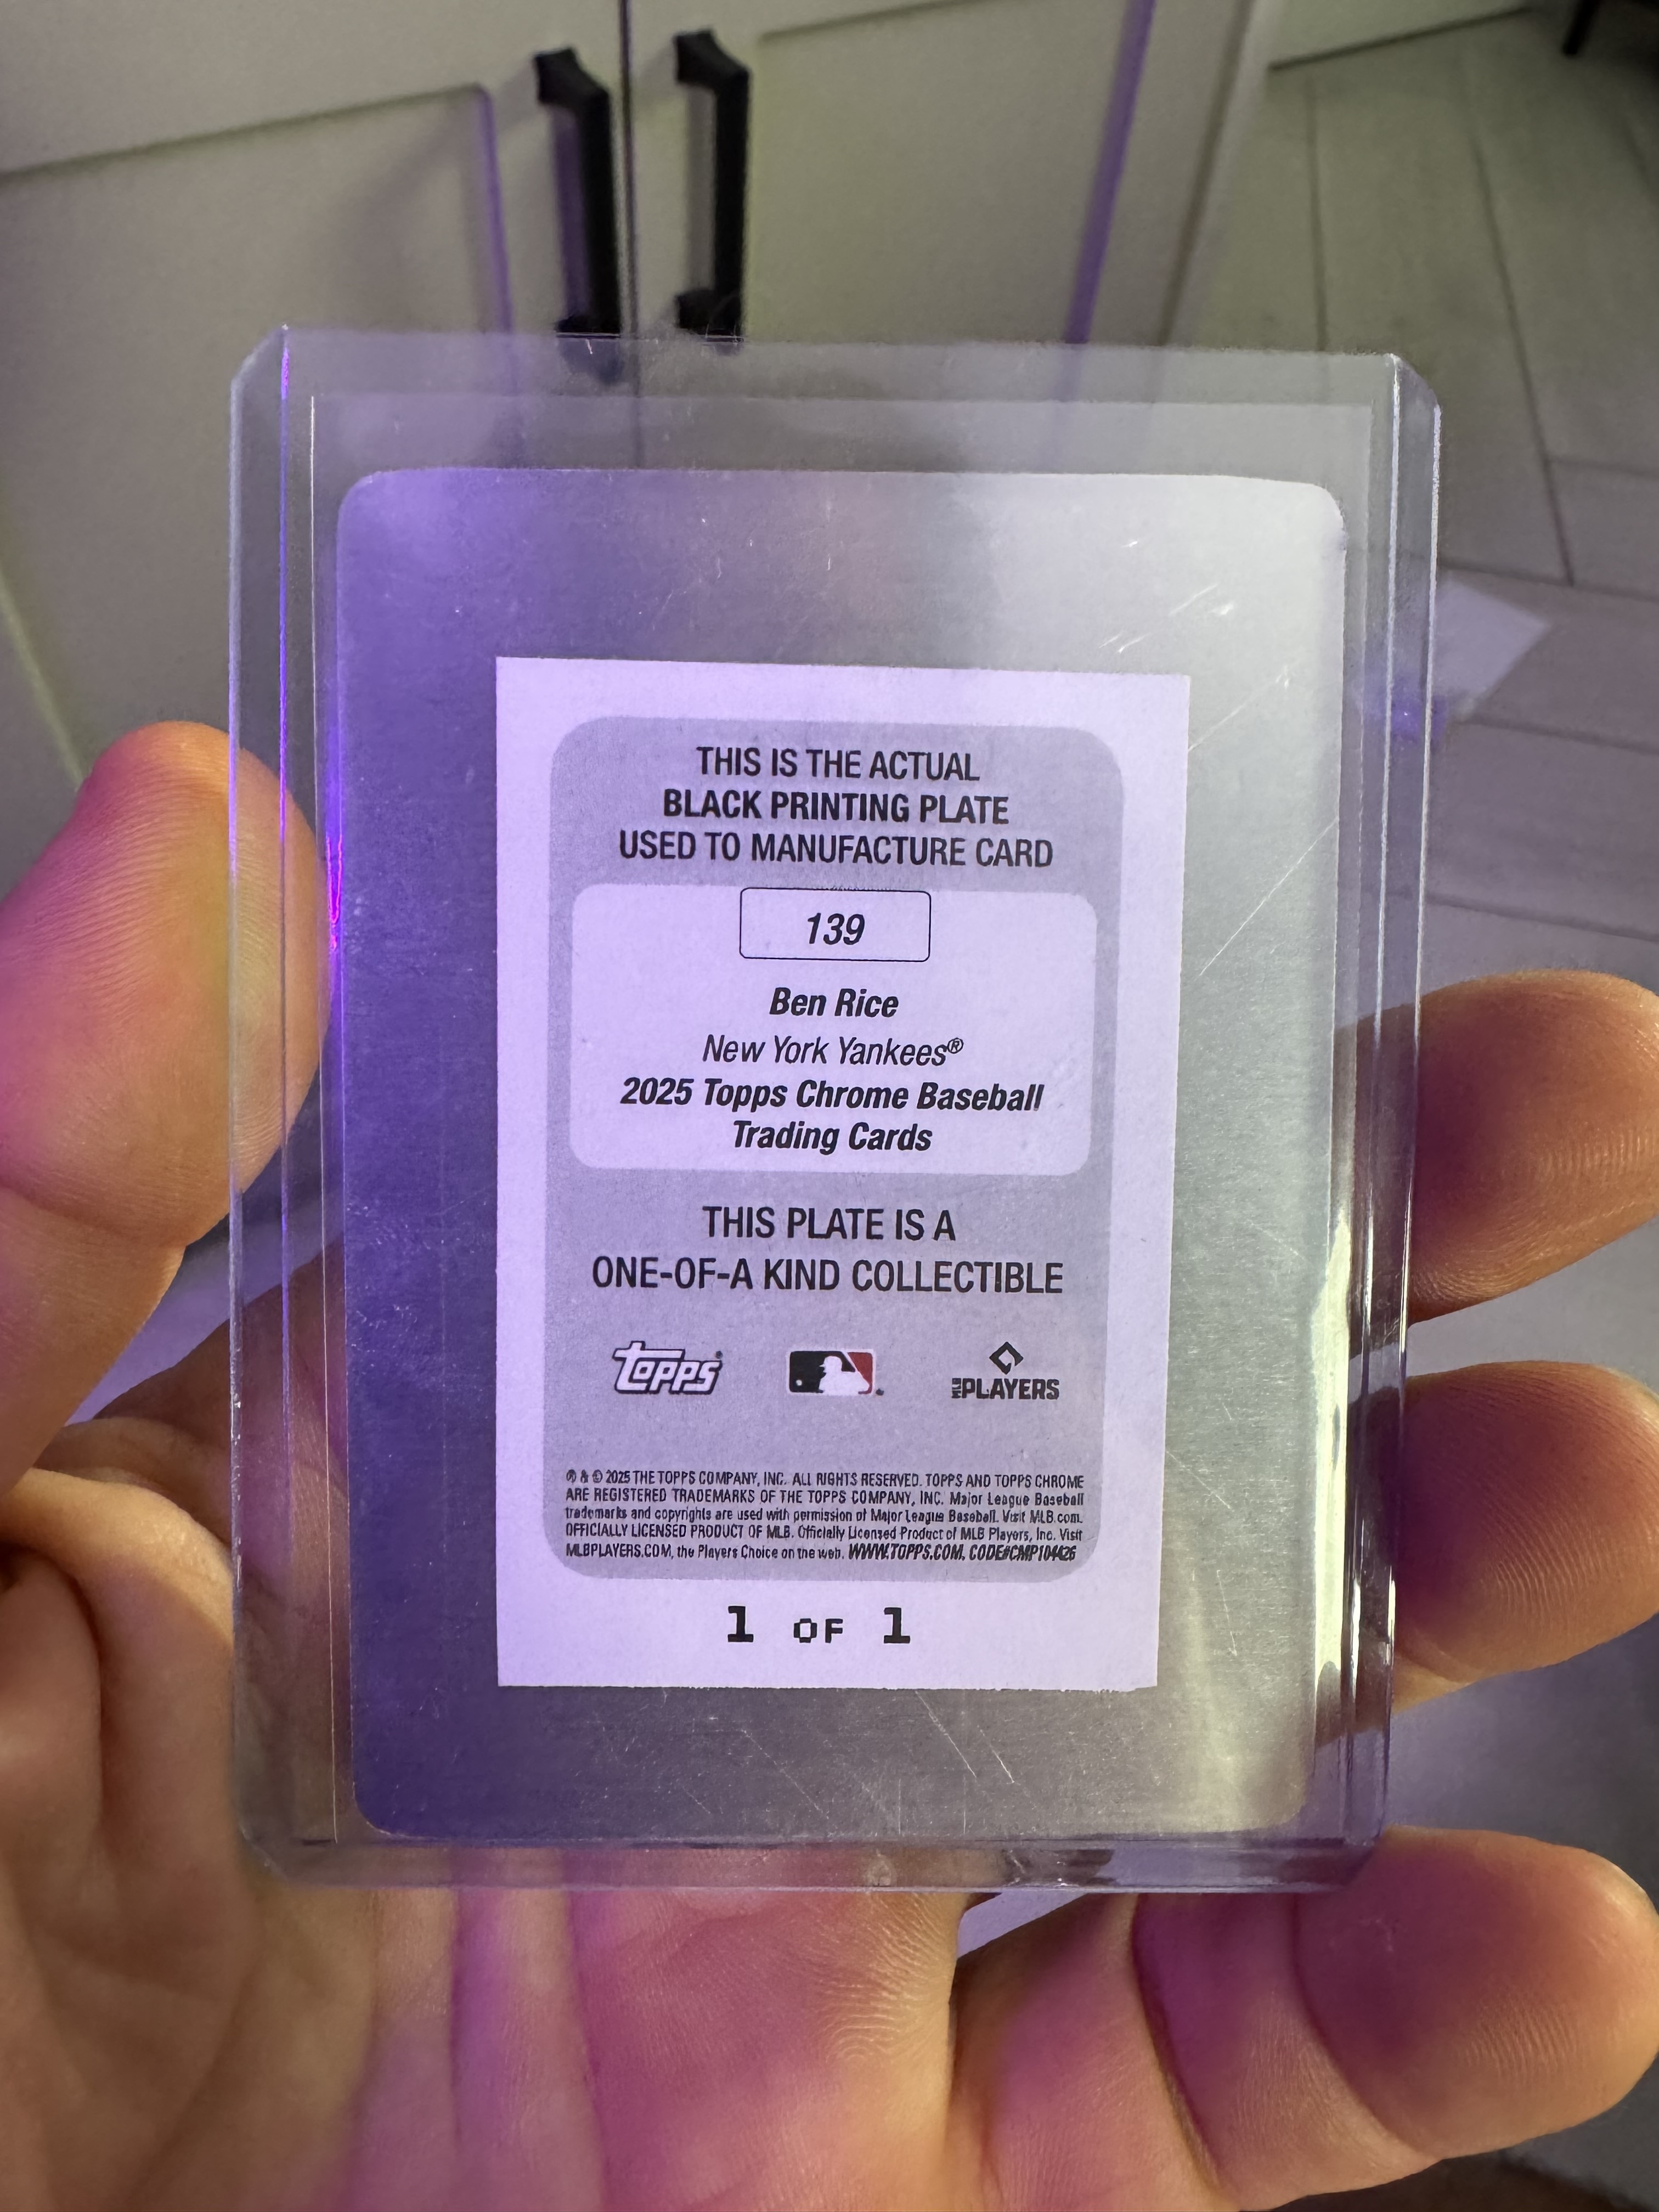 THIS IS THE ACTUAL
BLACK PRINTING PLATE
USED TO MANUFACTURE CARD
139
Ben Rice
New York Yankees®
2025 Topps Chrome Baseball
Trading Cards
THIS PLATE IS A
ONE-OF-A KIND COLLECTIBLE
Topps® MLB PLAYERS
® & © 2025 THE TOPPS COMPANY, INC. ALL RIGHTS RESERVED. TOPPS AND TOPPS CHROME
ARE REGISTERED TRADEMARKS OF THE TOPPS COMPANY, INC. Major League Baseball
trademarks and copyrights are used with permission of Major League Baseball. Visit MLB.com.
OFFICIALLY LICENSED PRODUCT OF MLB. Officially Licensed Product of MLB Players, Inc. Visit
MLBPLAYERS.COM, the Players Choice on the web. WWW.TOPPS.COM. CODE#CMP104426
1 OF 1